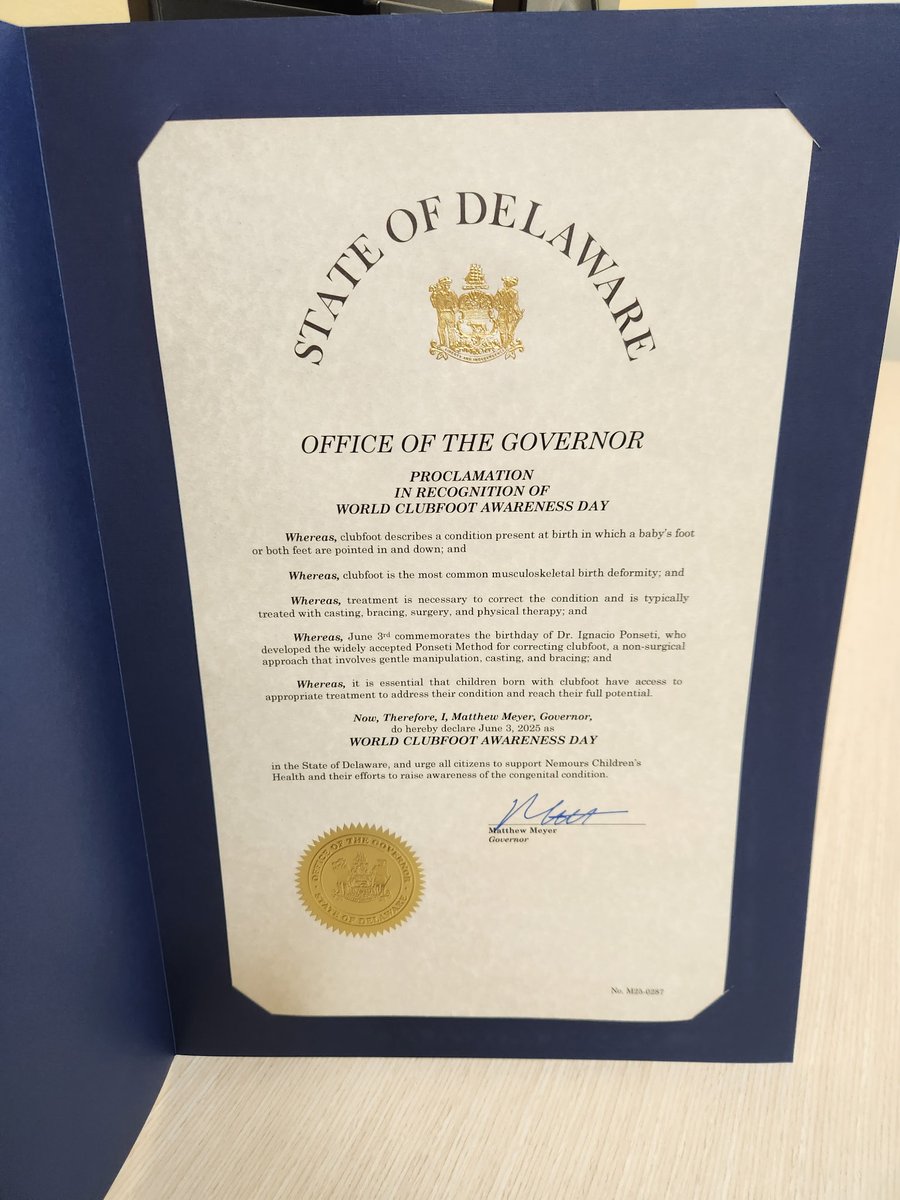 STATE OF DELAWARE
OFFICE OF THE GOVERNOR
PROCLAMATION
IN RECOGNITION OF
WORLD CLUBFOOT AWARENESS DAY
Whereas, clubfoot describes a condition present at birth in which a baby's foot
or both feet are pointed in and down; and
Whereas, clubfoot is the most common musculoskeletal birth deformity; and
Whereas, treatment is necessary to correct the condition and is typically
treated with casting, bracing, surgery, and physical therapy; and
Whereas, June 3rd commemorates the birthday of Dr. Ignacio Ponseti, who
developed the widely accepted Ponseti Method for correcting clubfoot, a non-surgical
approach that involves gentle manipulation, casting, and bracing; and
Whereas, it is essential that children born with clubfoot have access to
appropriate treatment to address their condition and reach their full potential.
Now, Therefore, I, Matthew Meyer, Governor,
do hereby declare June 3, 2025 as
WORLD CLUBFOOT AWARENESS DAY
in the State of Delaware, and urge all citizens to support Nemours Children's
Health and their efforts to raise awareness of the congenital condition.
Matthew Meyer
Governor
OFFICE OF THE GOVERNOR
STATE OF DELAWARE
No. M25-0287